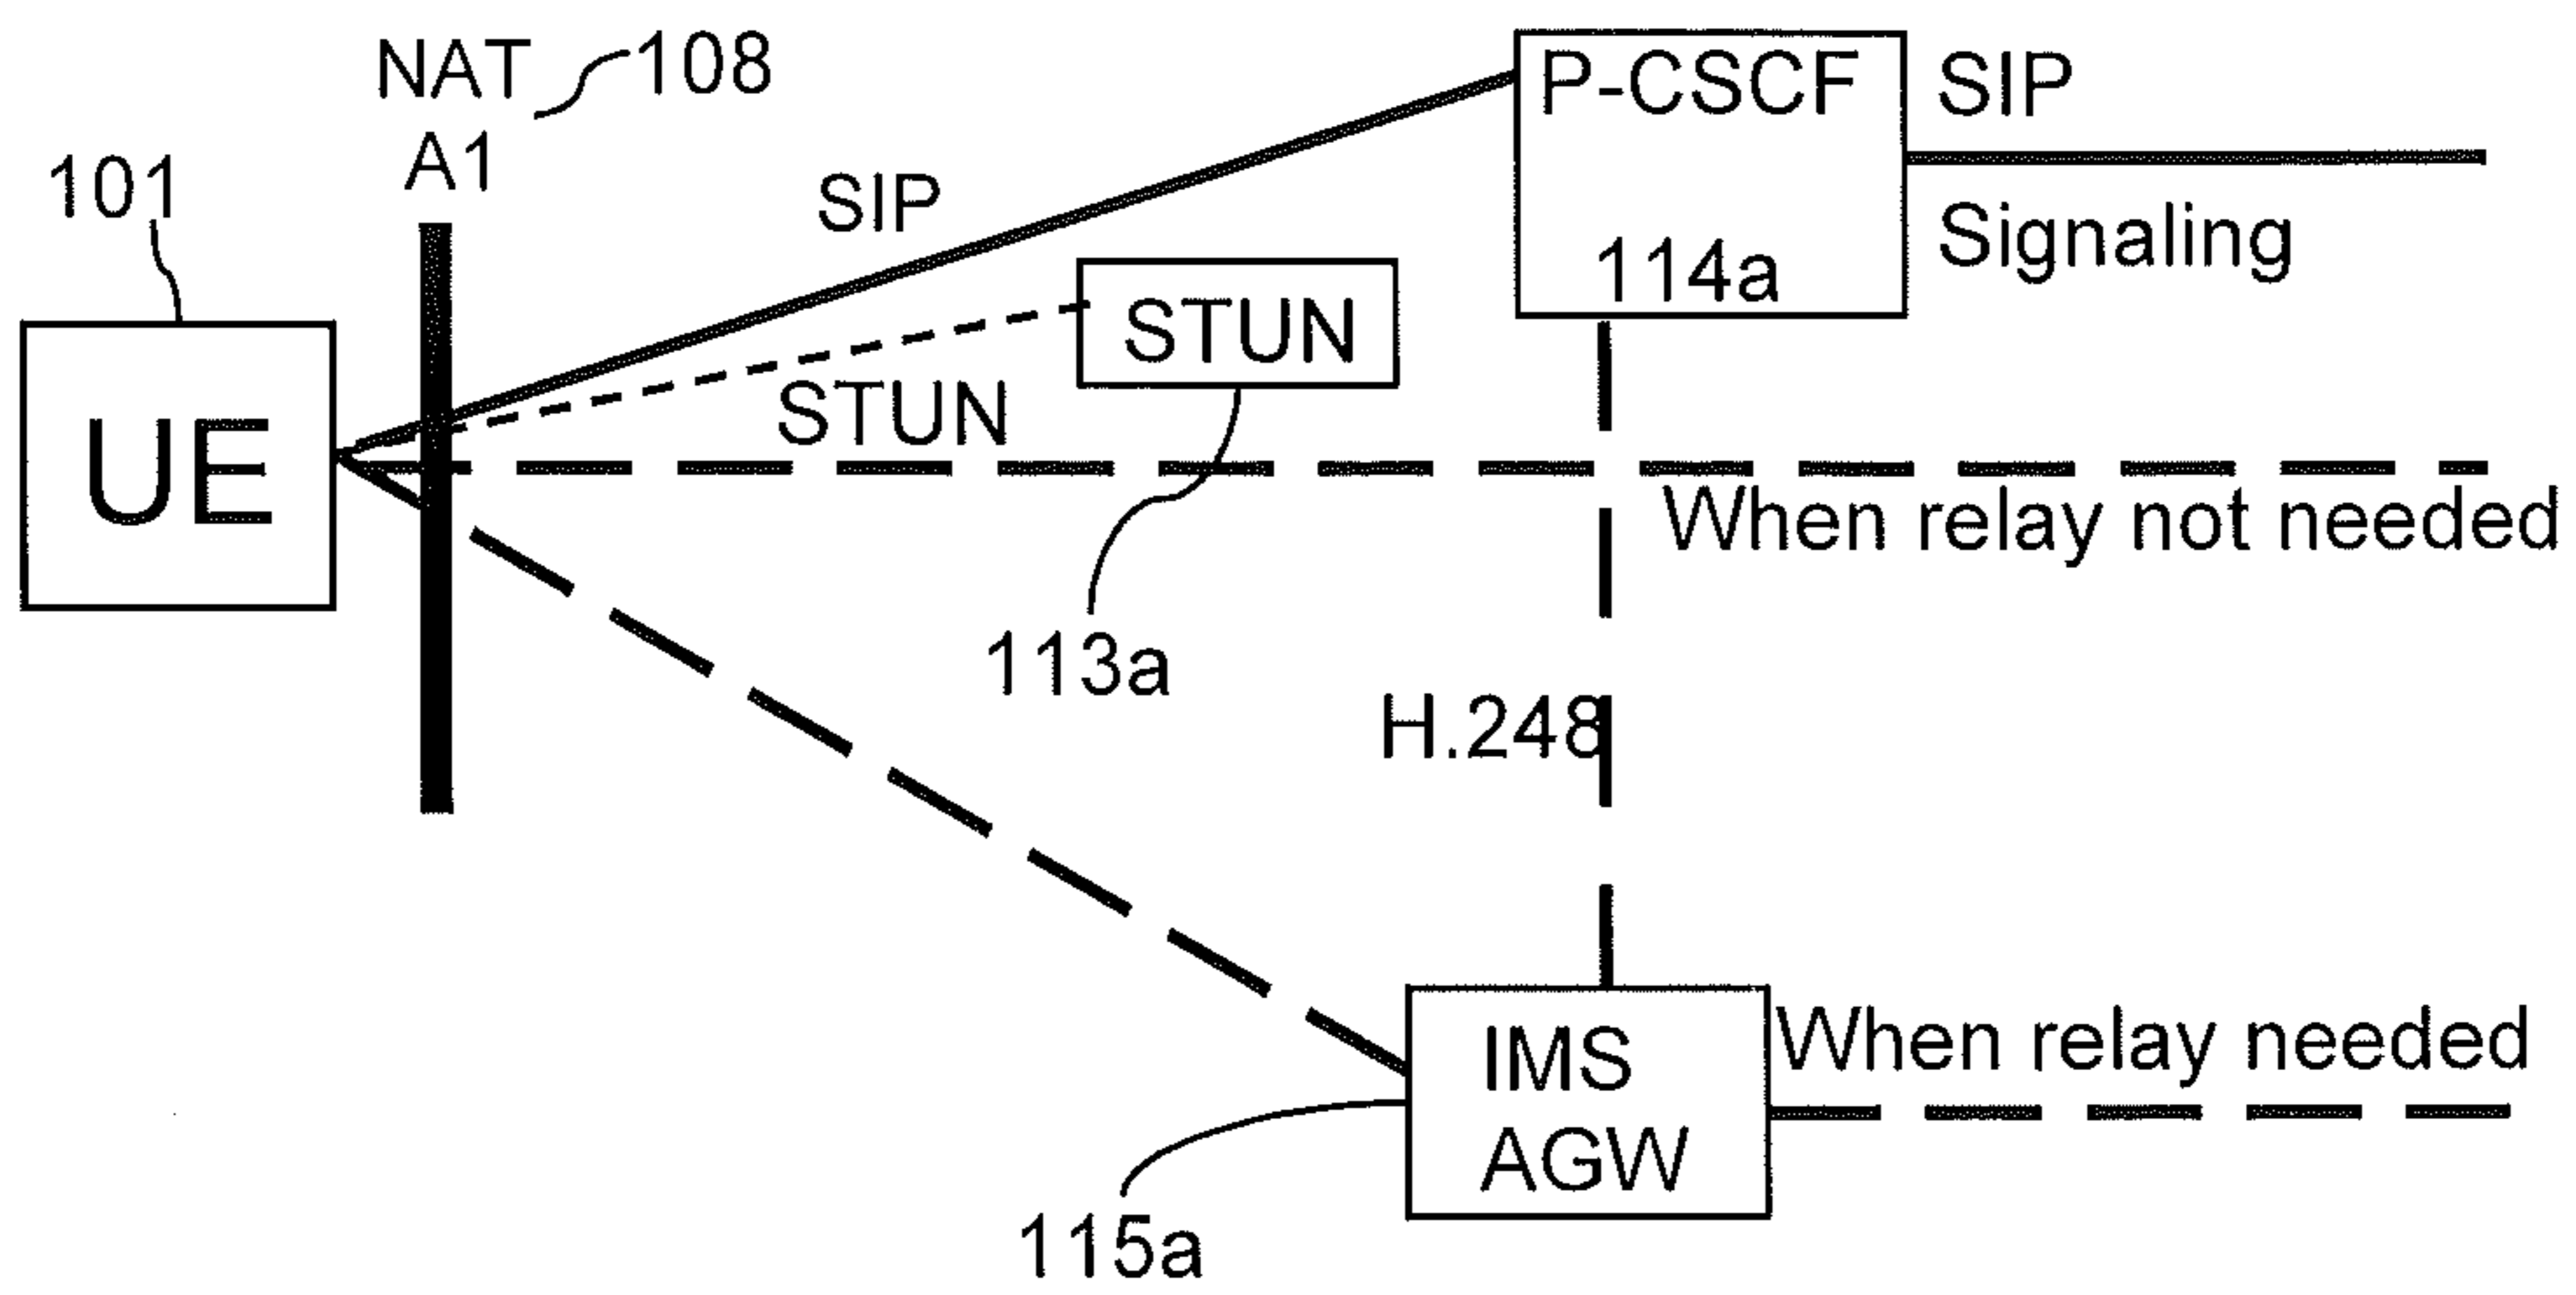 NAT
108
A1
101
UE
SIP
STUN
STUN
113a
P-CSCF
114a
SIP
Signaling
When relay not needed
H.248
IMS
AGW
115a
When relay needed